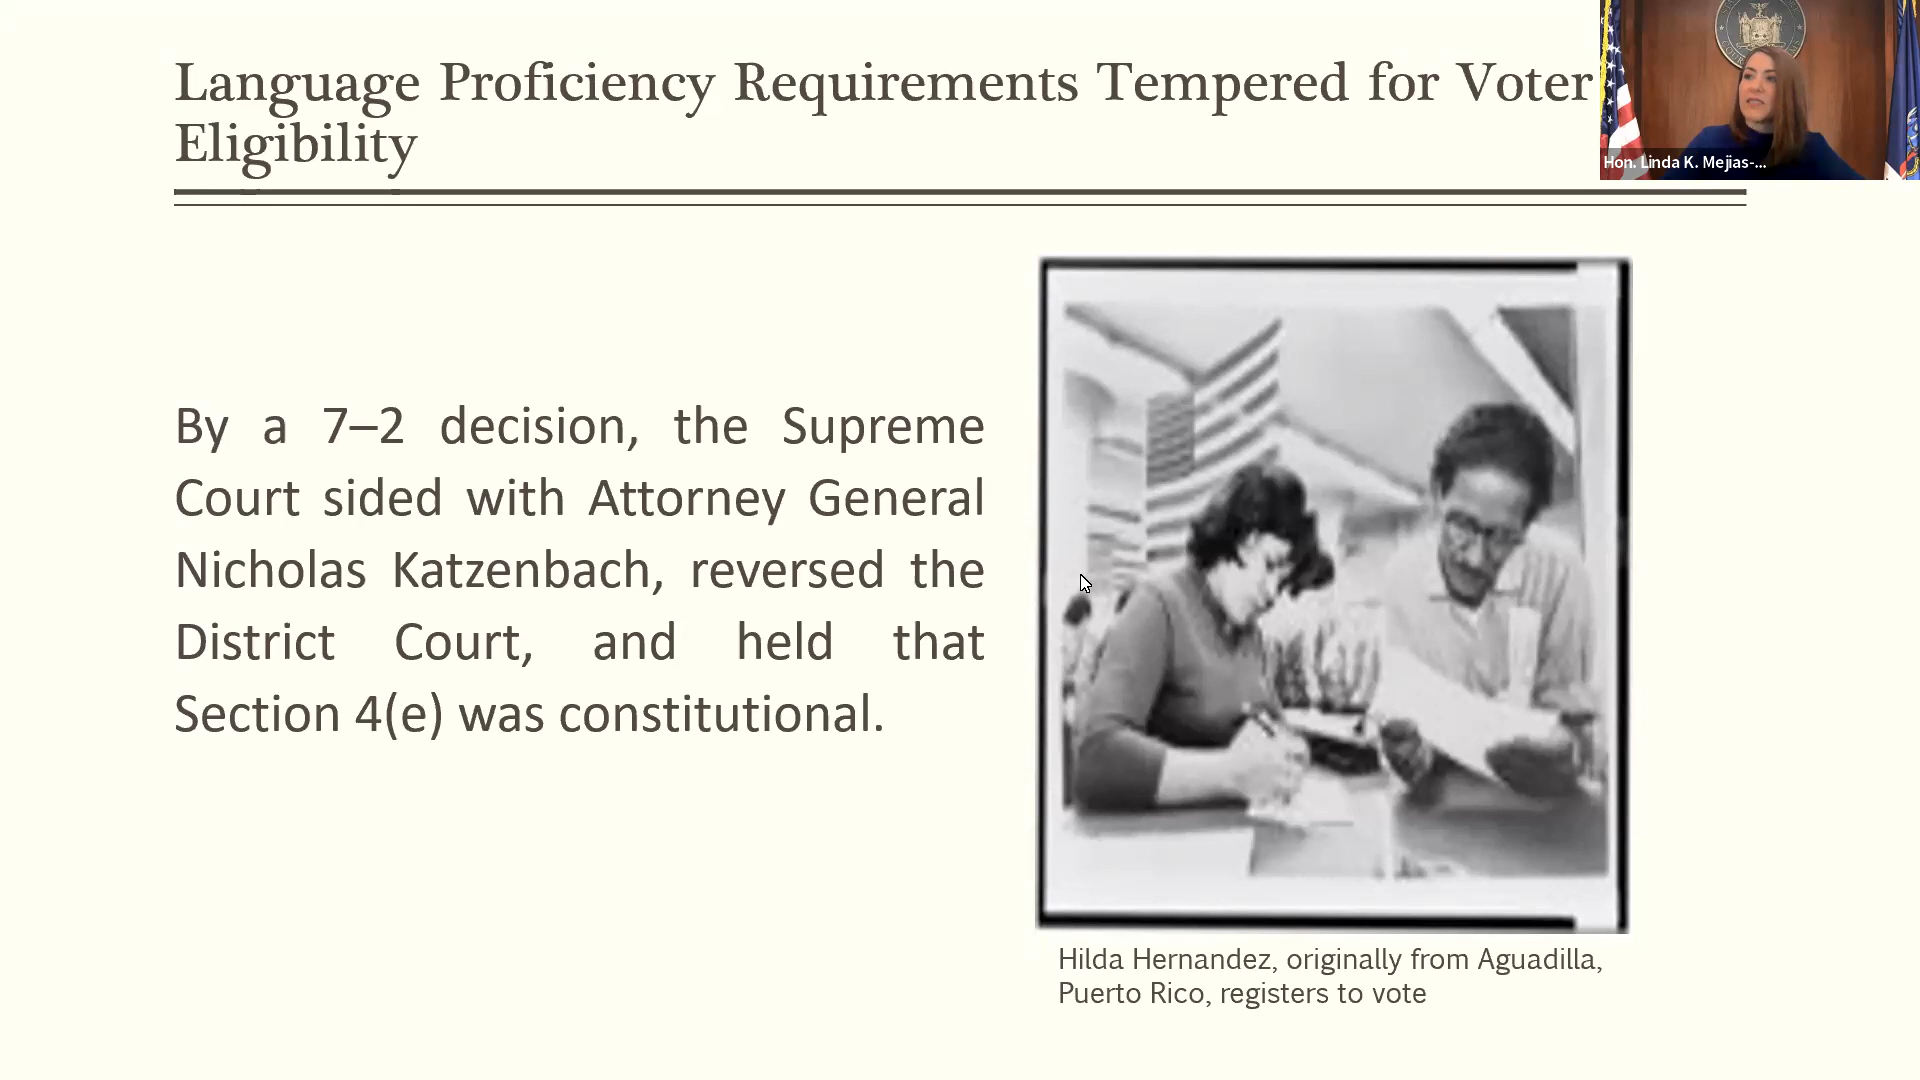 Language Proficiency Requirements Tempered for Voter
Eligibility
Hon. Linda K. Mejias-...
By a 7–2 decision, the Supreme
Court sided with Attorney General
Nicholas Katzenbach, reversed the
District Court, and held that
Section 4(e) was constitutional.
Hilda Hernandez, originally from Aguadilla,
Puerto Rico, registers to vote